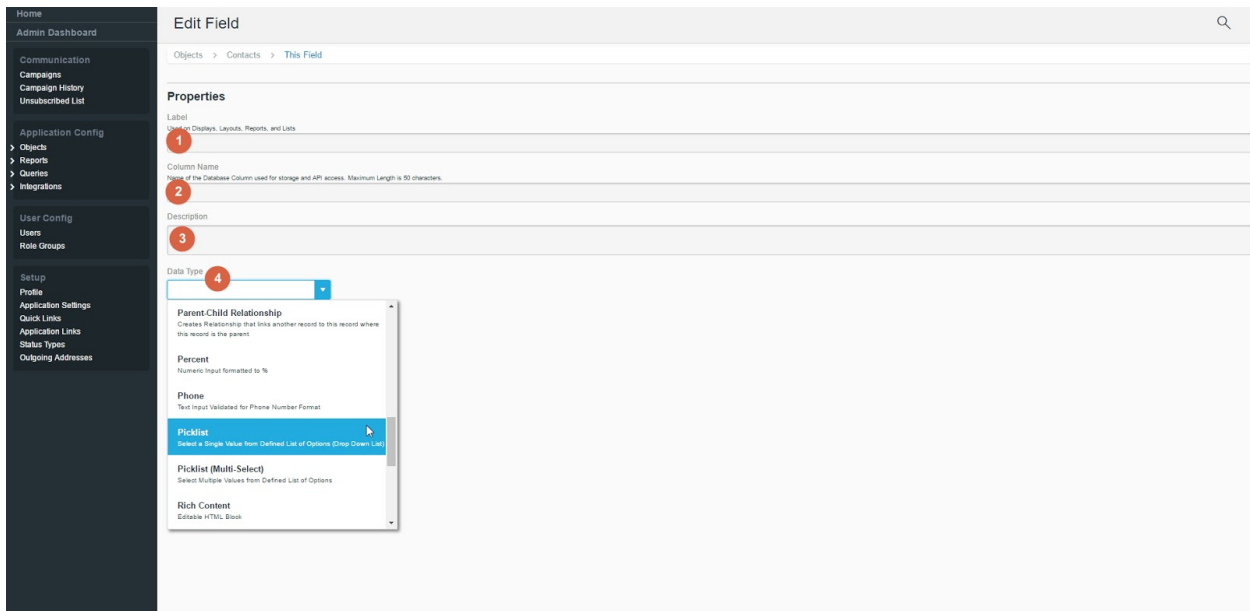 Home
Admin Dashboard
Communication
Campaigns
Campaign History
Unsubscribed List
Application Config
Objects
Reports
Queries
Integrations
User Config
Users
Role Groups
Setup
Profile
Application Settings
Quick Links
Application Links
Status Types
Outgoing Addresses
Edit Field
Objects > Contacts > This Field
Properties
Label
Used on Displays, Layouts, Reports, and Lists
1
Column Name
Name of the Database Column used for storage and API access. Maximum Length is 50 characters.
2
Description
3
Data Type
4
Parent-Child Relationship
Creates Relationship that links another record to this record where
this record is the parent
Percent
Numeric Input formatted to %
Phone
Text Input Validated for Phone Number Format
Picklist
Select a Single Value from Defined List of Options (Drop Down List)
Picklist (Multi-Select)
Select Multiple Values from Defined List of Options
Rich Content
Editable HTML Block